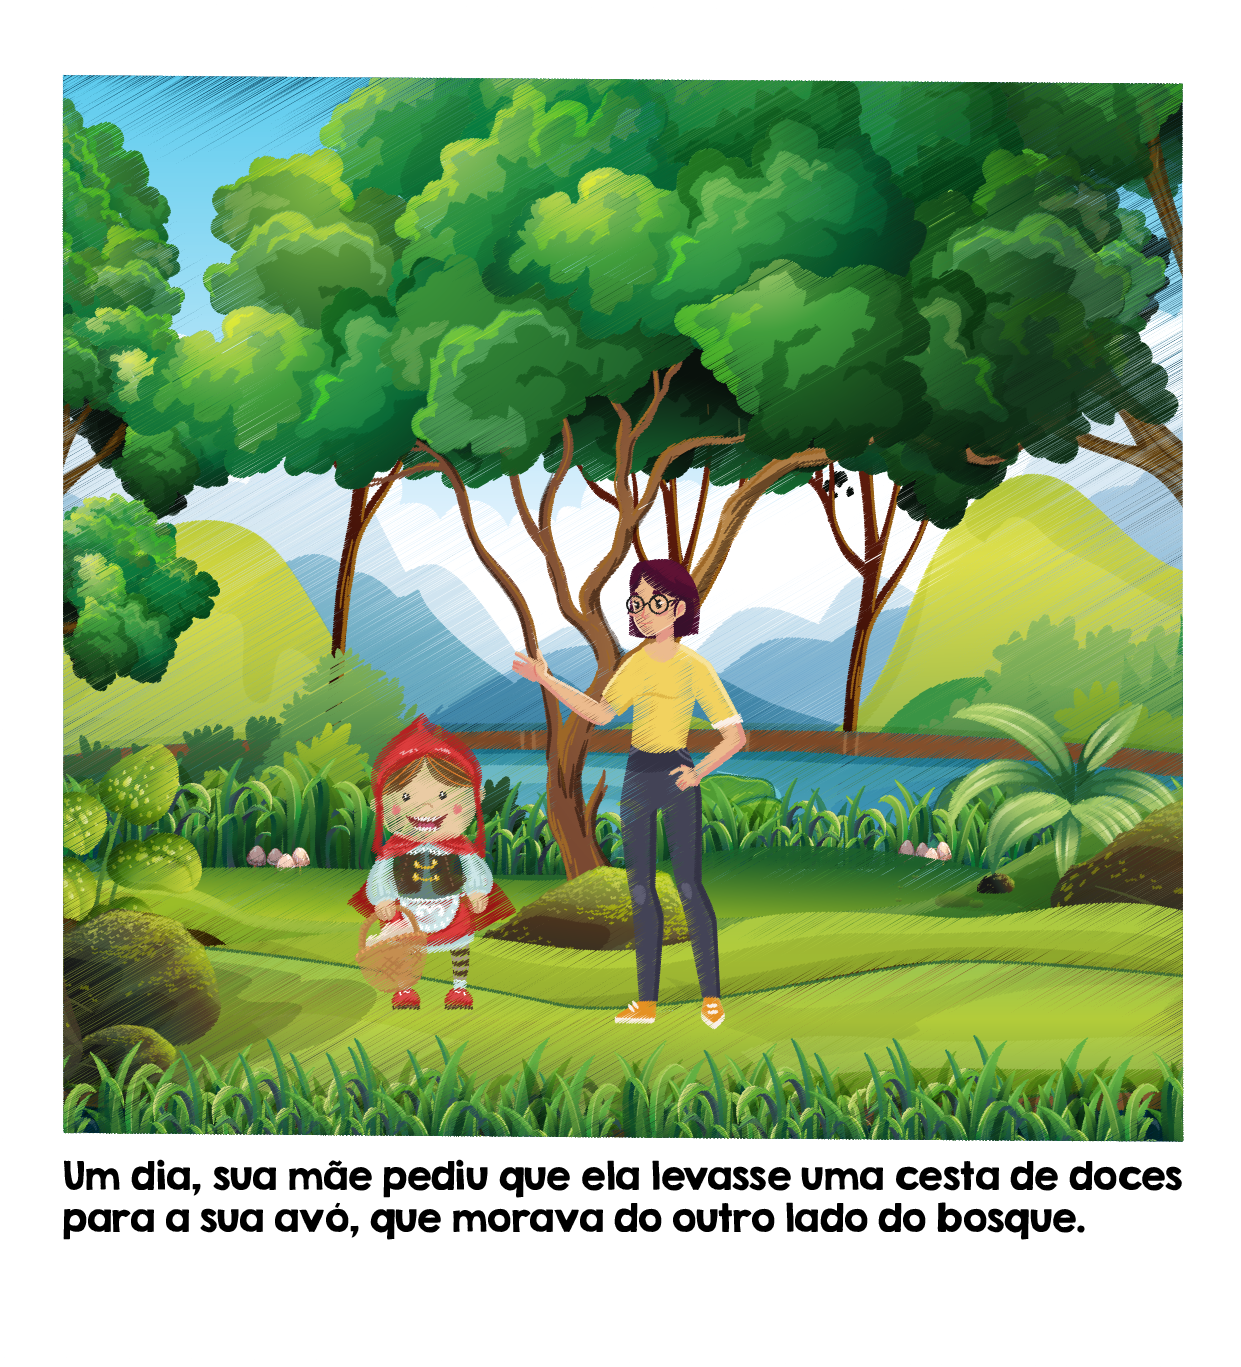 Um dia, sua mãe pediu que ela levasse uma cesta de doces
para a sua avó, que morava do outro lado do bosque.